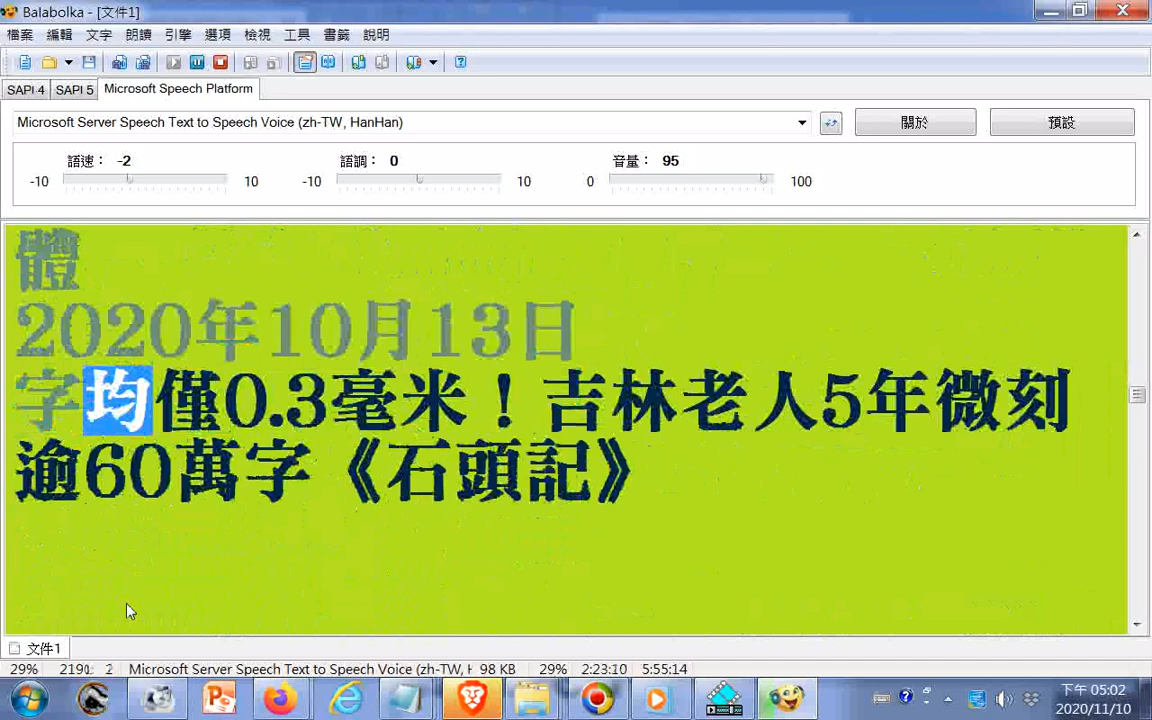 Balabolka - [文件1]
檔案 編輯 文字 朗讀 引擎 選項 檢視 工具 書籤 說明
SAPI 4 SAPI 5 Microsoft Speech Platform
Microsoft Server Speech Text to Speech Voice (zh-TW, HanHan) 關於 預設
語速： -2 語調： 0 音量： 95
-10 10 -10 10 0 100
體
2020年10月13日
字均僅0.3毫米！吉林老人5年微刻
逾60萬字《石頭記》
文件1
29% 2191: 2 Microsoft Server Speech Text to Speech Voice (zh-TW, H 98 KB 29% 2:23:10 5:55:14
下午 05:02
2020/11/10